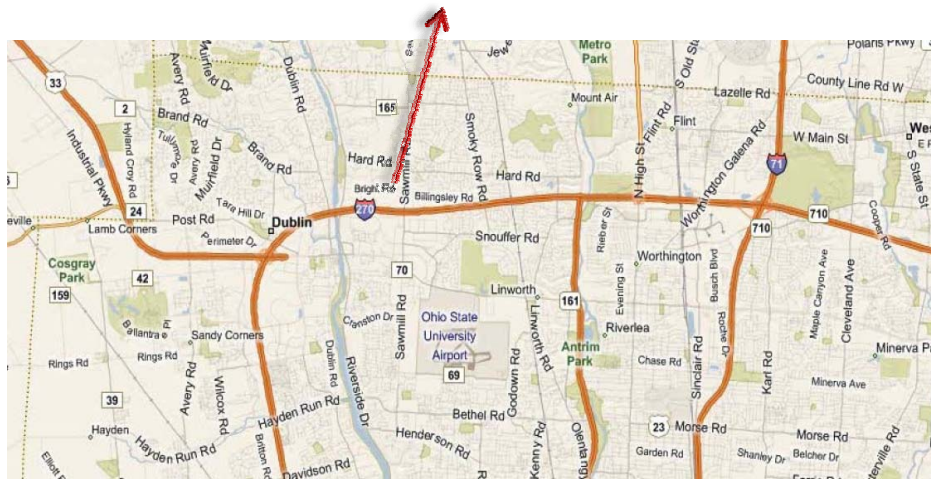 Metro
Park
Jew
S Old St
Polaris Pkwy
33
Avery Rd
Muirfield Dr
Dublin Rd
County Line Rd W
Lazelle Rd
2
165
Mount Air
Brand Rd
Smoky Row Rd
Flint Rd
Flint
W Main St
Wes
Industrial Pkwy
Hyland Croy Rd
Tullymore Dr
Avery Rd
Muirfield Dr
Brand Rd
Hard Rd
Sawmill Rd
Hard Rd
N High St
Worthington Galena Rd
71
S State St
Billingsley Rd
24
Post Rd
Tara Hill Dr
Dublin
270
710
710
Cooper Rd
eville
Lamb Corners
Perimeter Dr
Snouffer Rd
Rieber St
Worthington
Cosgray
Park
42
159
70
Linworth
161
Evening St
Busch Blvd
Maple Canyon Ave
Cleveland Ave
Ballantra Pl
Sandy Corners
Cranston Dr
Sawmill Rd
Ohio State
University
Airport
69
Linworth Rd
Riverlea
Antrim
Park
Roche Dr
Minerva Pa
Rings Rd
Rings Rd
Avery Rd
Wilcox Rd
Dublin Rd
Riverside Dr
Godown Rd
Chase Rd
Sinclair Rd
Karl Rd
Minerva Ave
39
Hayden Run Rd
Bethel Rd
23
Morse Rd
Morse Rd
Hayden
Hayden Run Rd
Henderson Rd
Kenny Rd
Olentangy
Garden Rd
Shanley Dr
Belcher Dr
Elliott
Britton Rd
Davidson Rd